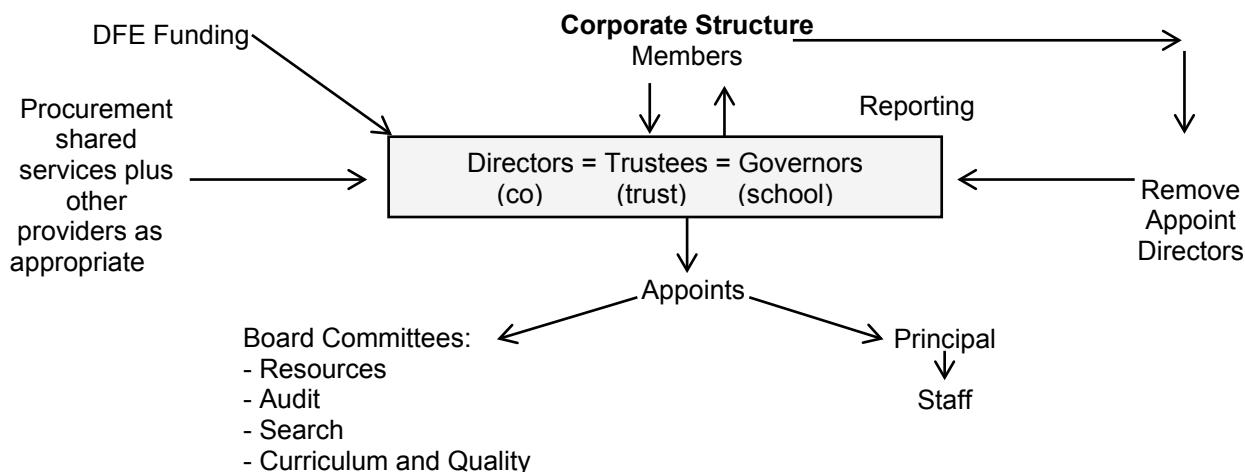 Corporate Structure
DFE Funding
Members
Procurement
shared
services plus
other
providers as
appropriate
Reporting
Directors = Trustees = Governors
(co) (trust) (school)
Remove
Appoint
Directors
Appoints
Board Committees:
- Resources
- Audit
- Search
- Curriculum and Quality
Principal
Staff